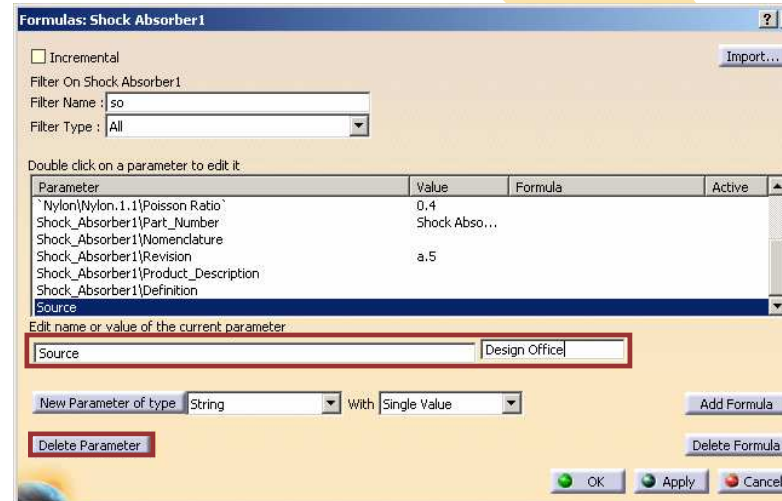 Formulas: Shock Absorber1 ?
Incremental Import...
Filter On Shock Absorber1
Filter Name : so
Filter Type : All
Double click on a parameter to edit it
Parameter Value Formula Active
`Nylon\Nylon.1.1\Poisson Ratio` 0.4
Shock_Absorber1\Part_Number Shock Abso...
Shock_Absorber1\Nomenclature
Shock_Absorber1\Revision a.5
Shock_Absorber1\Product_Description
Shock_Absorber1\Definition
Source
Edit name or value of the current parameter
Source Design Office
New Parameter of type String With Single Value Add Formula
Delete Parameter Delete Formula
OK Apply Cancel